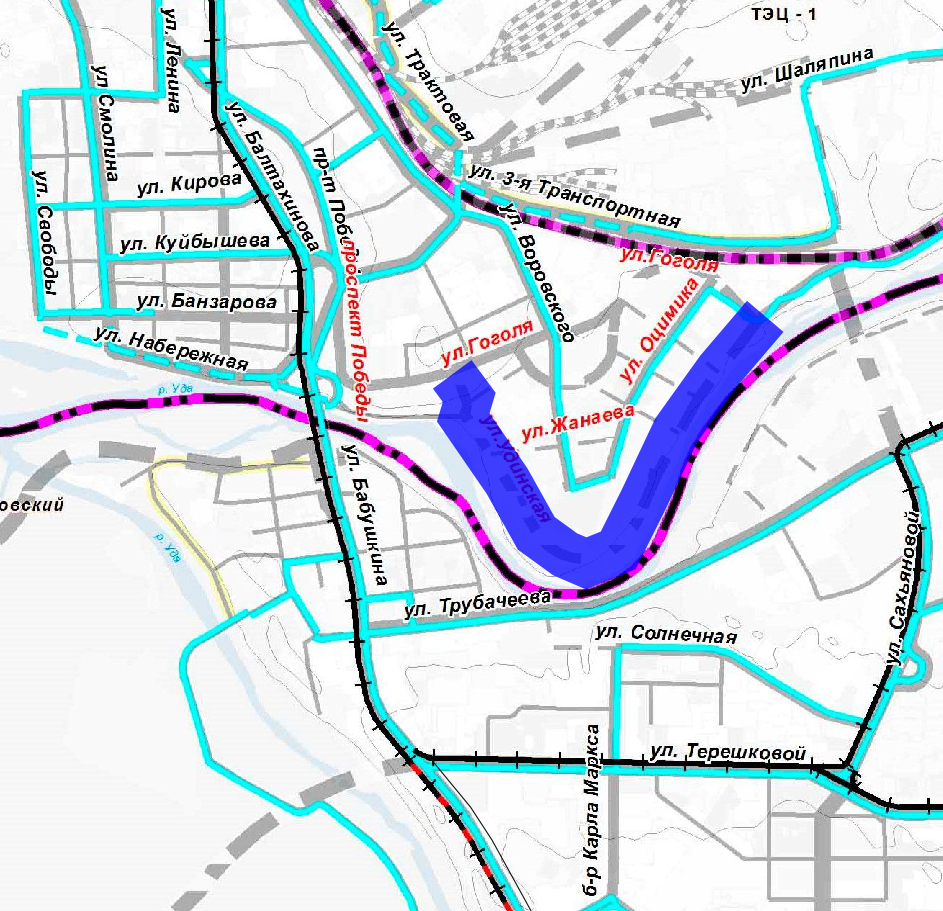 ТЭЦ - 1
ул. Ленина
ул. Трактовая
ул. Шаляпина
ул Смолина
ул. Балтахинова
пр-т Победы
ул. Кирова
ул. 3-я Транспортная
ул. Свободы
ул. Воровского
ул. Куйбышева
ул.Гоголя
проспект Победы
ул. Банзарова
ул. Оцимика
ул. Набережная
ул.Гоголя
р. Уда
ул.Жанаева
ул.Удинская
ул. Бабушкина
овский
р. Уда
ул. Сахьяновой
ул. Трубачеева
ул. Солнечная
ул. Терешковой
б-р Карла Маркса